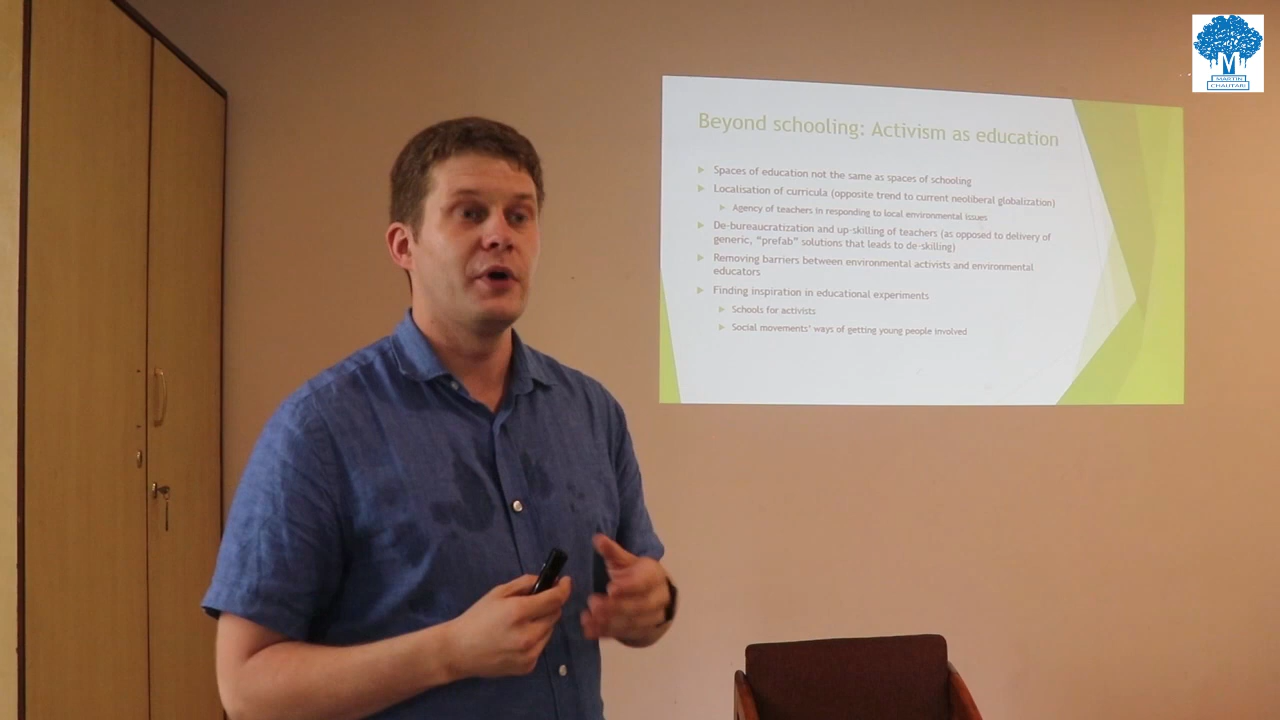 M
MARTIN
CHAUTARI
Beyond schooling: Activism as education
Spaces of education not the same as spaces of schooling
Localisation of curricula (opposite trend to current neoliberal globalization)
Agency of teachers in responding to local environmental issues
De-bureaucratization and up-skilling of teachers (as opposed to delivery of
generic, “prefab” solutions that leads to de-skilling)
Removing barriers between environmental activists and environmental
educators
Finding inspiration in educational experiments
Schools for activists
Social movements’ ways of getting young people involved